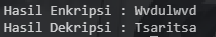 Hasil Enkripsi : Wvdulwvd
Hasil Dekripsi : Tsaritsa